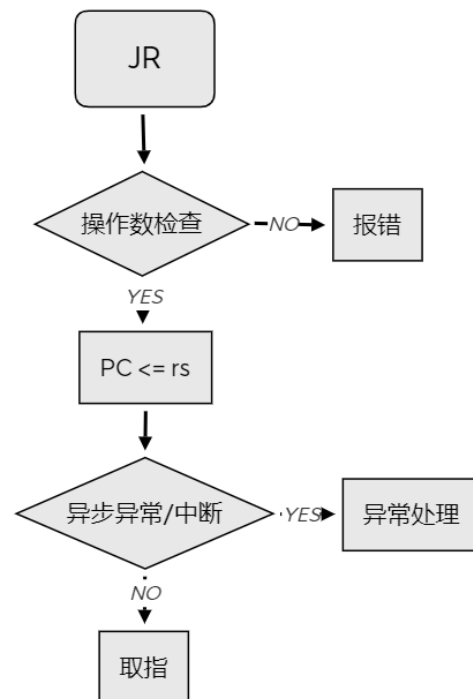 JR
操作数检查
NO
报错
YES
PC <= rs
异步异常/中断
YES
异常处理
NO
取指